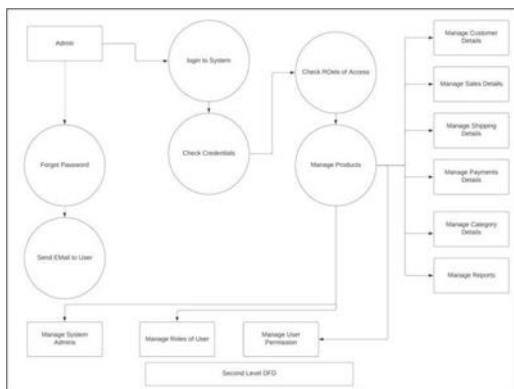 Admin
login to System
Check ROlels of Access
Manage Customer
Details
Manage Sales Details
Manage Shipping
Details
Check Credentials
Forgot Password
Manage Products
Manage Payments
Details
Manage Category
Details
Send EMail to User
Manage Reports
Manage System
Admins
Manage Roles of User
Manage User
Permission
Second Level DFD